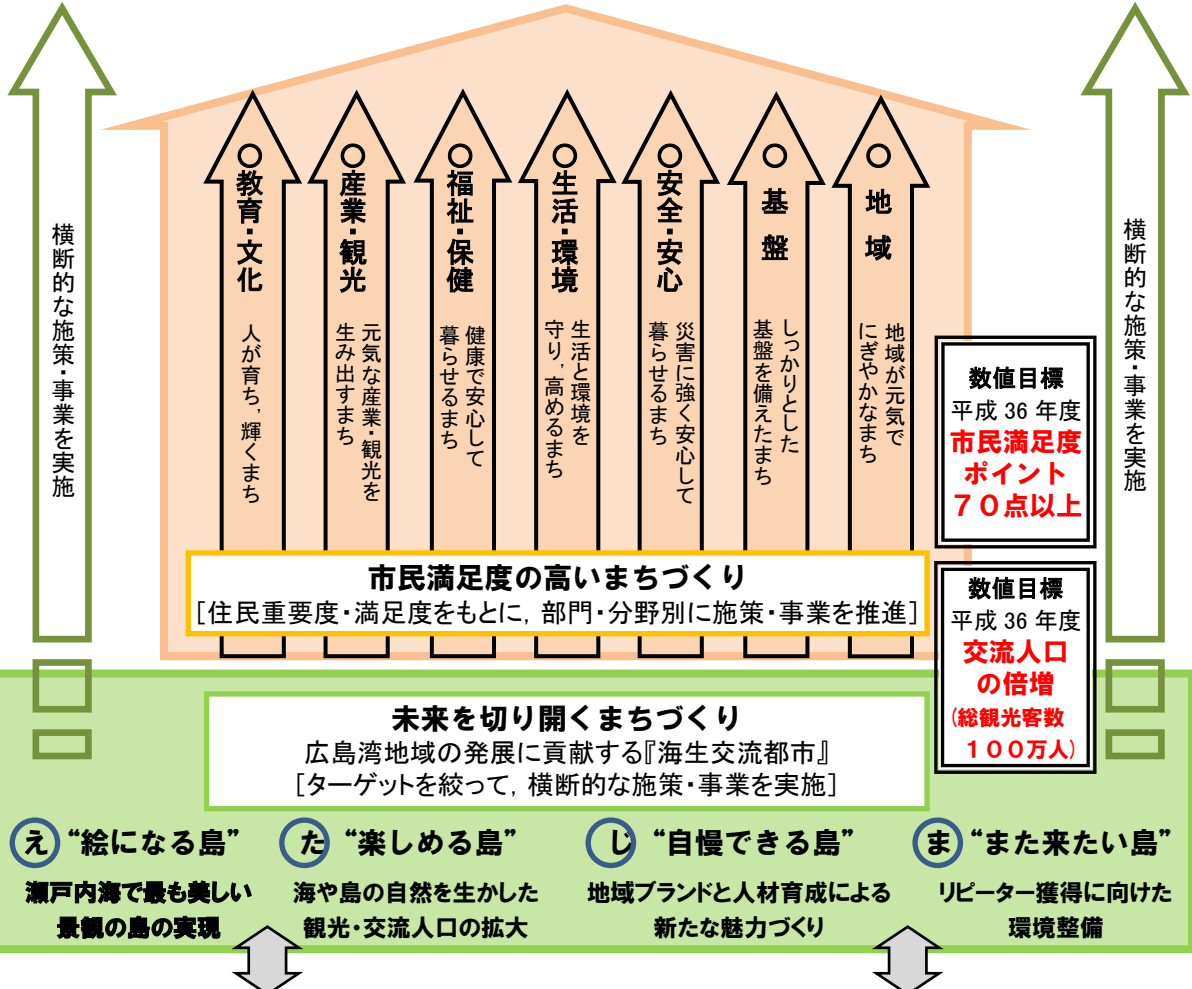 横断的な施策・事業を実施
○教育・文化
人が育ち，輝くまち
○産業・観光
元気な産業・観光を
生み出すまち
○福祉・保健
健康で安心して
暮らせるまち
○生活・環境
生活と環境を
守り，高めるまち
○安全・安心
災害に強く安心して
暮らせるまち
○基盤
しっかりとした
基盤を備えたまち
○地域
地域が元気で
にぎやかなまち
横断的な施策・事業を実施
数値目標
平成 36 年度
市民満足度
ポイント
７０点以上
市民満足度の高いまちづくり
[住民重要度・満足度をもとに，部門・分野別に施策・事業を推進]
数値目標
平成 36 年度
交流人口
の倍増
(総観光客数
１００万人)
未来を切り開くまちづくり
広島湾地域の発展に貢献する『海生交流都市』
[ターゲットを絞って，横断的な施策・事業を実施]
え “絵になる島”
瀬戸内海で最も美しい
景観の島の実現
た “楽しめる島”
海や島の自然を生かした
観光・交流人口の拡大
じ “自慢できる島”
地域ブランドと人材育成による
新たな魅力づくり
ま “また来たい島”
リピーター獲得に向けた
環境整備